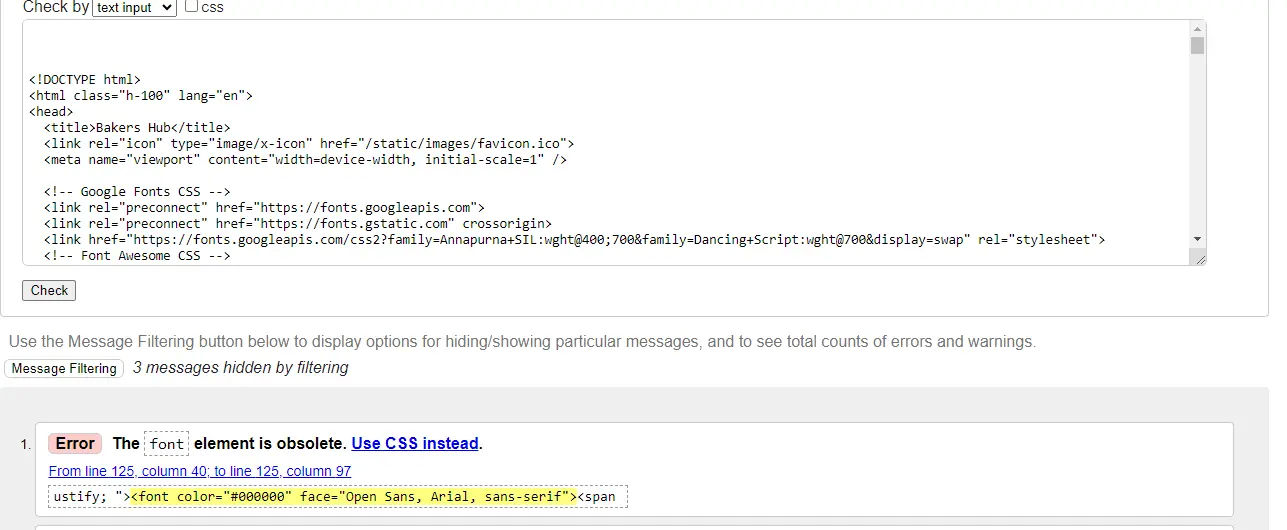 Check by text input css
<!DOCTYPE html>
<html class="h-100" lang="en">
<head>
<title>Bakers Hub</title>
<link rel="icon" type="image/x-icon" href="/static/images/favicon.ico">
<meta name="viewport" content="width=device-width, initial-scale=1" />
<!-- Google Fonts CSS -->
<link rel="preconnect" href="https://fonts.googleapis.com">
<link rel="preconnect" href="https://fonts.gstatic.com" crossorigin>
<link href="https://fonts.googleapis.com/css2?family=Annapurna+SIL:wght@400;700&family=Dancing+Script:wght@700&display=swap" rel="stylesheet">
<!-- Font Awesome CSS -->
Check
Use the Message Filtering button below to display options for hiding/showing particular messages, and to see total counts of errors and warnings.
Message Filtering 3 messages hidden by filtering
1. Error The font element is obsolete. Use CSS instead.
From line 125, column 40; to line 125, column 97
ustify; "><font color="#000000" face="Open Sans, Arial, sans-serif"><span